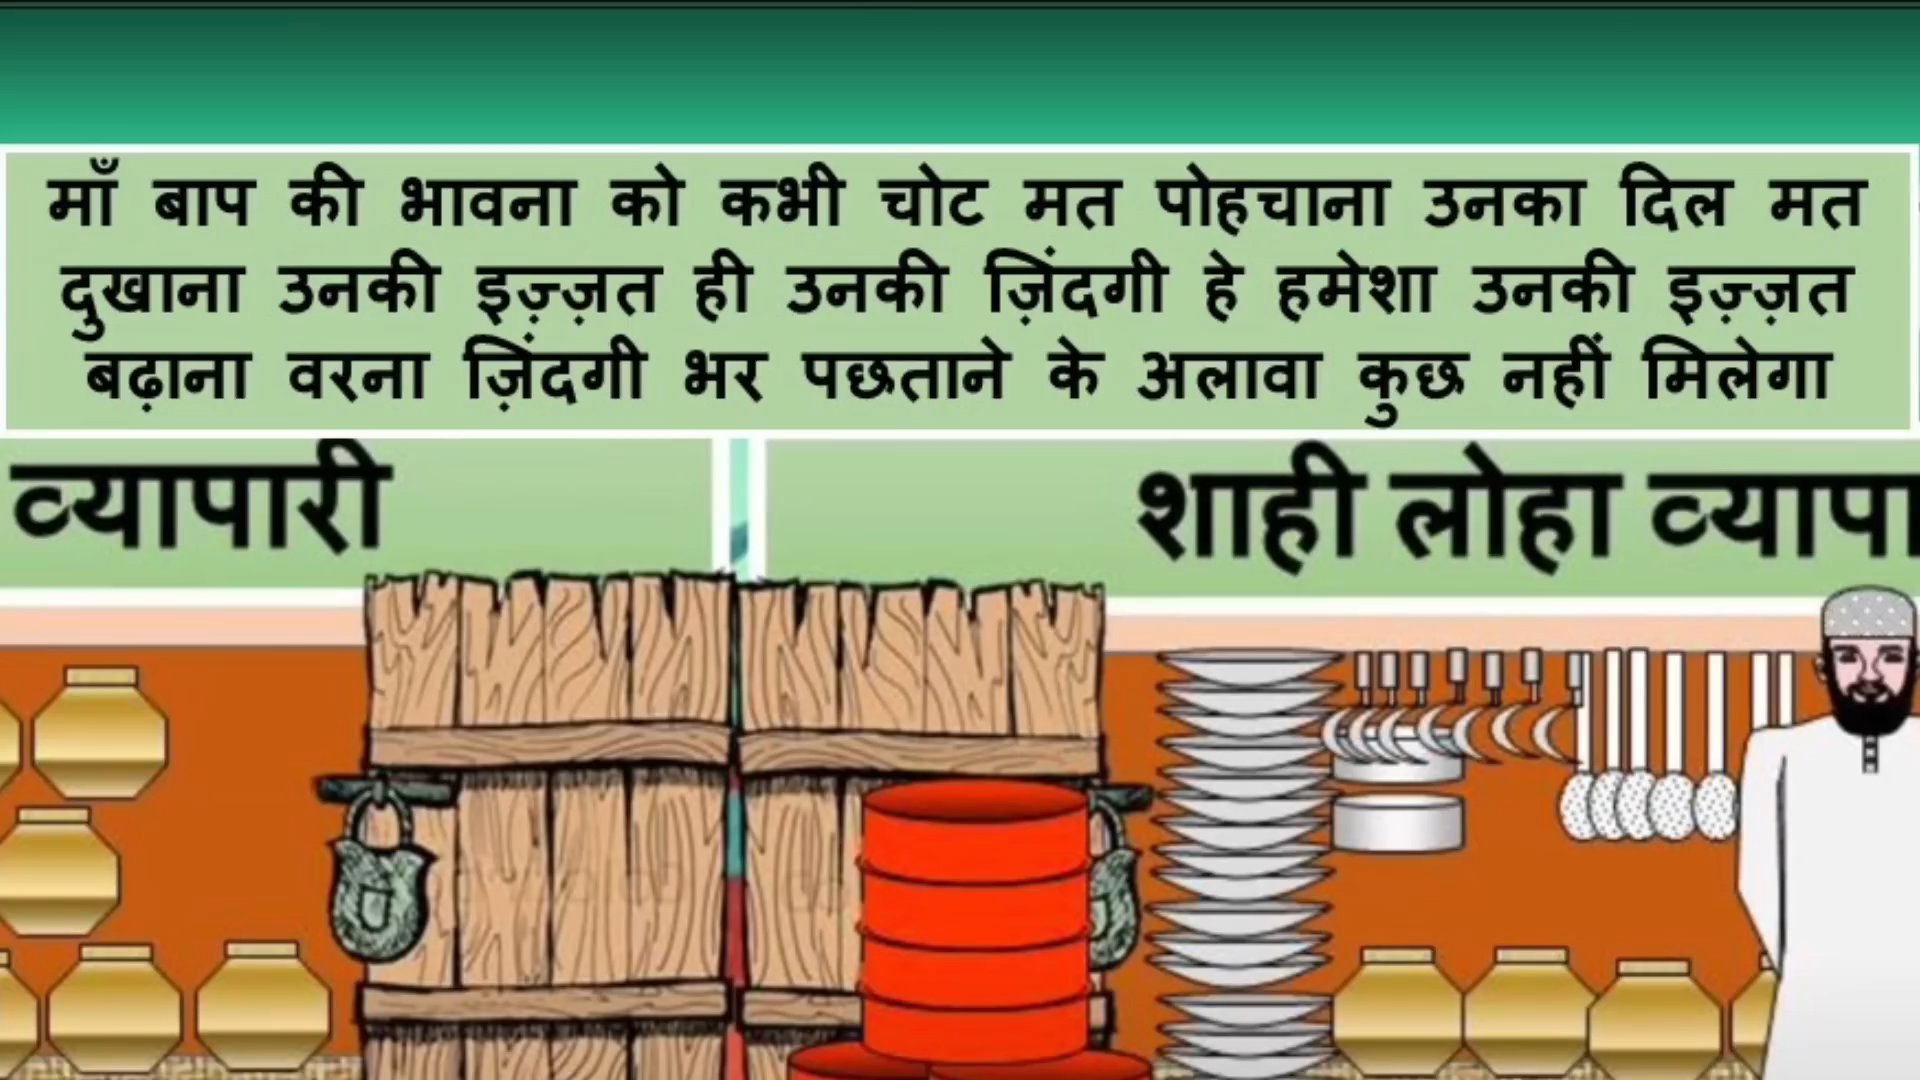 माँ बाप की भावना को कभी चोट मत पोहचाना उनका दिल मत
दुखाना उनकी इज़्ज़त ही उनकी ज़िंदगी हे हमेशा उनकी इज़्ज़त
बढ़ाना वरना ज़िंदगी भर पछताने के अलावा कुछ नहीं मिलेगा
व्यापारी
शाही लोहा व्यापा